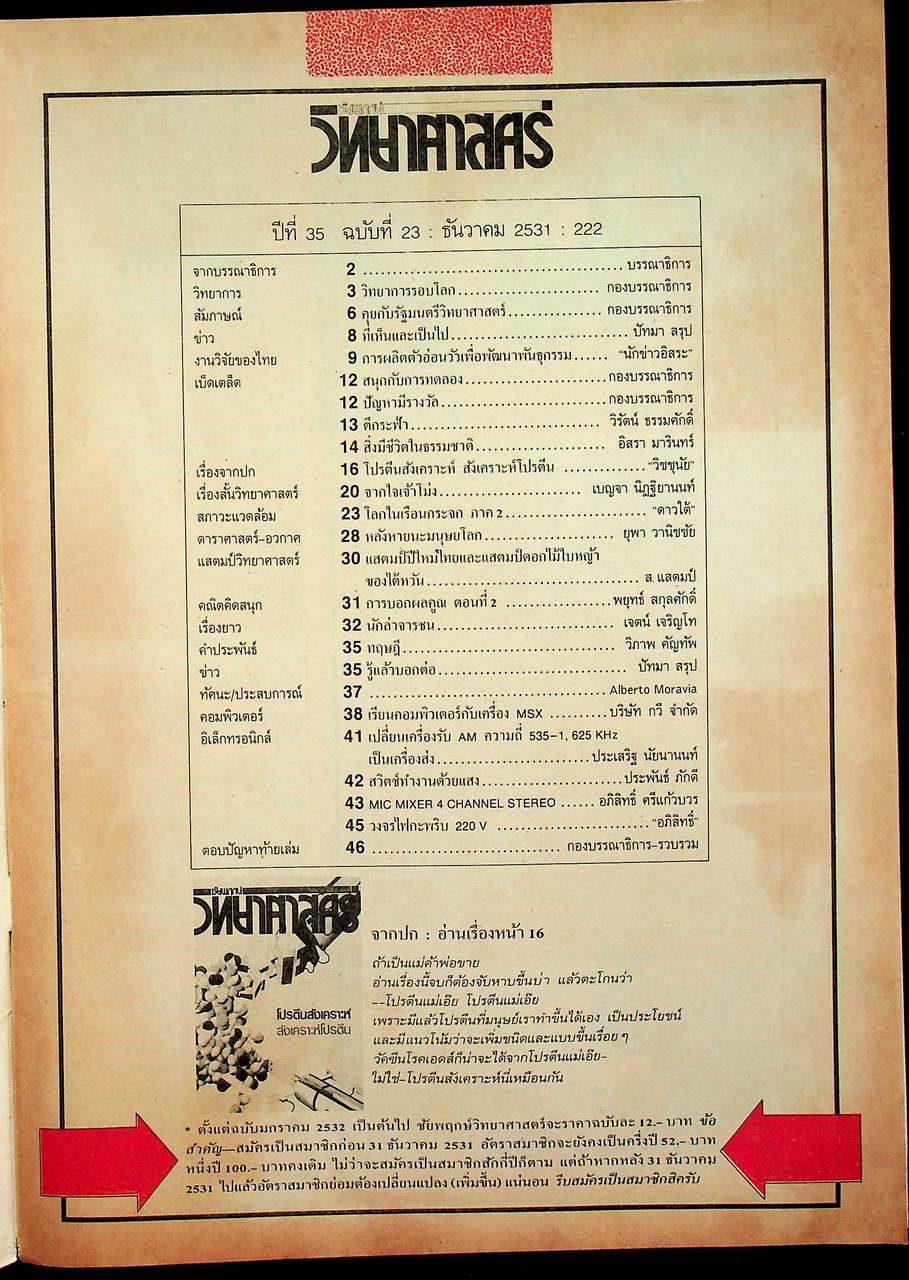 ชัยพฤกษ์
วิทยาศาสตร์
ปีที่ 35 ฉบับที่ 23 : ธันวาคม 2531 : 222
จากบรรณาธิการ 2 ........................................ บรรณาธิการ
วิทยาการ 3 วิทยาการรอบโลก........................ กองบรรณาธิการ
สัมภาษณ์ 6 คุยกับรัฐมนตรีวิทยาศาสตร์................ กองบรรณาธิการ
ข่าว 8 ที่เห็นและเป็นไป............................... ปัทมา สรุป
งานวิจัยของไทย 9 การผลิตตัวอ่อนวัวเพื่อพัฒนาพันธุกรรม...... "นักข่าวอิสระ"
เบ็ดเตล็ด 12 สนุกกับการทดลอง........................กองบรรณาธิการ
12 ปัญหามีรางวัล............................กองบรรณาธิการ
13 ตึกระฟ้า................................ วิรัตน์ ธรรมศักดิ์
14 สิ่งมีชีวิตในธรรมชาติ...................... อิสรา มารินทร์
เรื่องจากปก 16 โปรตีนสังเคราะห์ สังเคราะห์โปรตีน .............."วิชชุนัย"
เรื่องสั้นวิทยาศาสตร์ 20 จากใจเจ้าโม่ง........................ เบญจา นิฎฐิยานนท์
สภาวะแวดล้อม 23 โลกในเรือนกระจก ภาค 2........................ "ดาวใต้"
ดาราศาสตร์-อวกาศ 28 หลังหายนะมนุษยโลก...................... ยุพา วานิชชัย
แสตมป์วิทยาศาสตร์ 30 แสตมป์ปีใหม่ไทยและแสตมป์ดอกไม้ใบหญ้า
ของไต้หวัน.................................... ส. แสตมป์
คณิตคิดสนุก 31 การบอกผลคูณ ตอนที่ 2 ..................พยุทธ์ สกุลศักดิ์
เรื่องยาว 32 นักล่าจารชน.............................. เจตน์ เจริญโท
คำประพันธ์ 35 ทฤษฎี.................................... วิภาพ คัญทัพ
ข่าว 35 รู้แล้วบอกต่อ................................ ปัทมา สรุป
ทัศนะ/ประสบการณ์ 37 ........................................ Alberto Moravia
คอมพิวเตอร์ 38 เรียนคอมพิวเตอร์กับเครื่อง MSX ..........บริษัท กวี จำกัด
อิเล็กทรอนิกส์ 41 เปลี่ยนเครื่องรับ AM ความถี่ 535-1,625 KHz
เป็นเครื่องส่ง..........................ประเสริฐ นัยนานนท์
42 สวิตช์ทำงานด้วยแสง........................ประพันธ์ ภักดี
43 MIC MIXER 4 CHANNEL STEREO ...... อภิสิทธิ์ ศรีแก้วบวร
45 วงจรไฟกะพริบ 220 V .........................."อภิสิทธิ์"
ตอบปัญหาท้ายเล่ม 46 ................................ กองบรรณาธิการ-รวบรวม
ชัยพฤกษ์
วิทยาศาสตร์
โปรตีนสังเคราะห์
สังเคราะห์โปรตีน
จากปก : อ่านเรื่องหน้า 16
ถ้าเป็นแม่ค้าพ่อขาย
อ่านเรื่องนี้จบก็ต้องจับหาบขึ้นบ่า แล้วตะโกนว่า
--โปรตีนแม่เอ๊ย โปรตีนแม่เอ๊ย
เพราะมีแล้วโปรตีนที่มนุษย์เราทำขึ้นได้เอง เป็นประโยชน์
และมีแนวโน้มว่าจะเพิ่มชนิดและแบบขึ้นเรื่อย ๆ
วัคซีนโรคเอดส์ก็น่าจะได้จากโปรตีนแม่เอ๊ย-
ไม่ใช่-โปรตีนสังเคราะห์นี่เหมือนกัน
* ตั้งแต่ฉบับมกราคม 2532 เป็นต้นไป ชัยพฤกษ์วิทยาศาสตร์จะราคาฉบับละ 12.- บาท ข้อ
สำคัญ—สมัครเป็นสมาชิกก่อน 31 ธันวาคม 2531 อัตราสมาชิกจะยังคงเป็นครึ่งปี 52.- บาท
หนึ่งปี 100.- บาทคงเดิม ไม่ว่าจะสมัครเป็นสมาชิกสักกี่ปีก็ตาม แต่ถ้าหากหลัง 31 ธันวาคม
2531 ไปแล้วอัตราสมาชิกย่อมต้องเปลี่ยนแปลง (เพิ่มขึ้น) แน่นอน รีบสมัครเป็นสมาชิกสิครับ